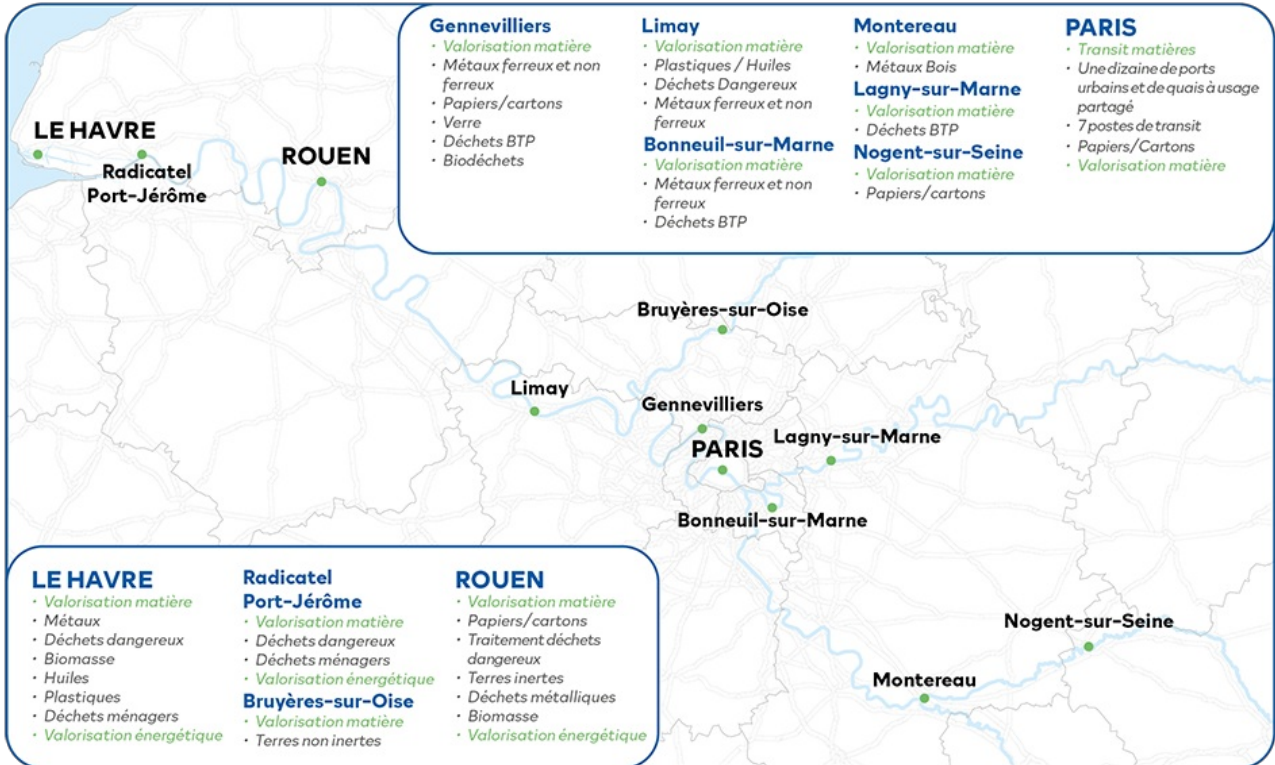 Gennevilliers
· Valorisation matière
· Métaux ferreux et non
ferreux
· Papiers/cartons
· Verre
· Déchets BTP
· Biodéchets
Limay
· Valorisation matière
· Plastiques / Huiles
· Déchets Dangereux
· Métaux ferreux et non
ferreux
Bonneuil-sur-Marne
· Valorisation matière
· Métaux ferreux et non
ferreux
· Déchets BTP
Montereau
· Valorisation matière
· Métaux Bois
Lagny-sur-Marne
· Valorisation matière
· Déchets BTP
Nogent-sur-Seine
· Valorisation matière
· Papiers/cartons
PARIS
· Transit matières
· Une dizaine de ports
urbains et de quais à usage
partagé
· 7 postes de transit
· Papiers/Cartons
· Valorisation matière
LE HAVRE
Radicatel
Port-Jérôme
ROUEN
Bruyères-sur-Oise
Limay
Gennevilliers
PARIS
Lagny-sur-Marne
Bonneuil-sur-Marne
Nogent-sur-Seine
Montereau
LE HAVRE
· Valorisation matière
· Métaux
· Déchets dangereux
· Biomasse
· Huiles
· Plastiques
· Déchets ménagers
· Valorisation énergétique
Radicatel
Port-Jérôme
· Valorisation matière
· Déchets dangereux
· Déchets ménagers
· Valorisation énergétique
Bruyères-sur-Oise
· Valorisation matière
· Terres non inertes
ROUEN
· Valorisation matière
· Papiers/cartons
· Traitement déchets
dangereux
· Terres inertes
· Déchets métalliques
· Biomasse
· Valorisation énergétique